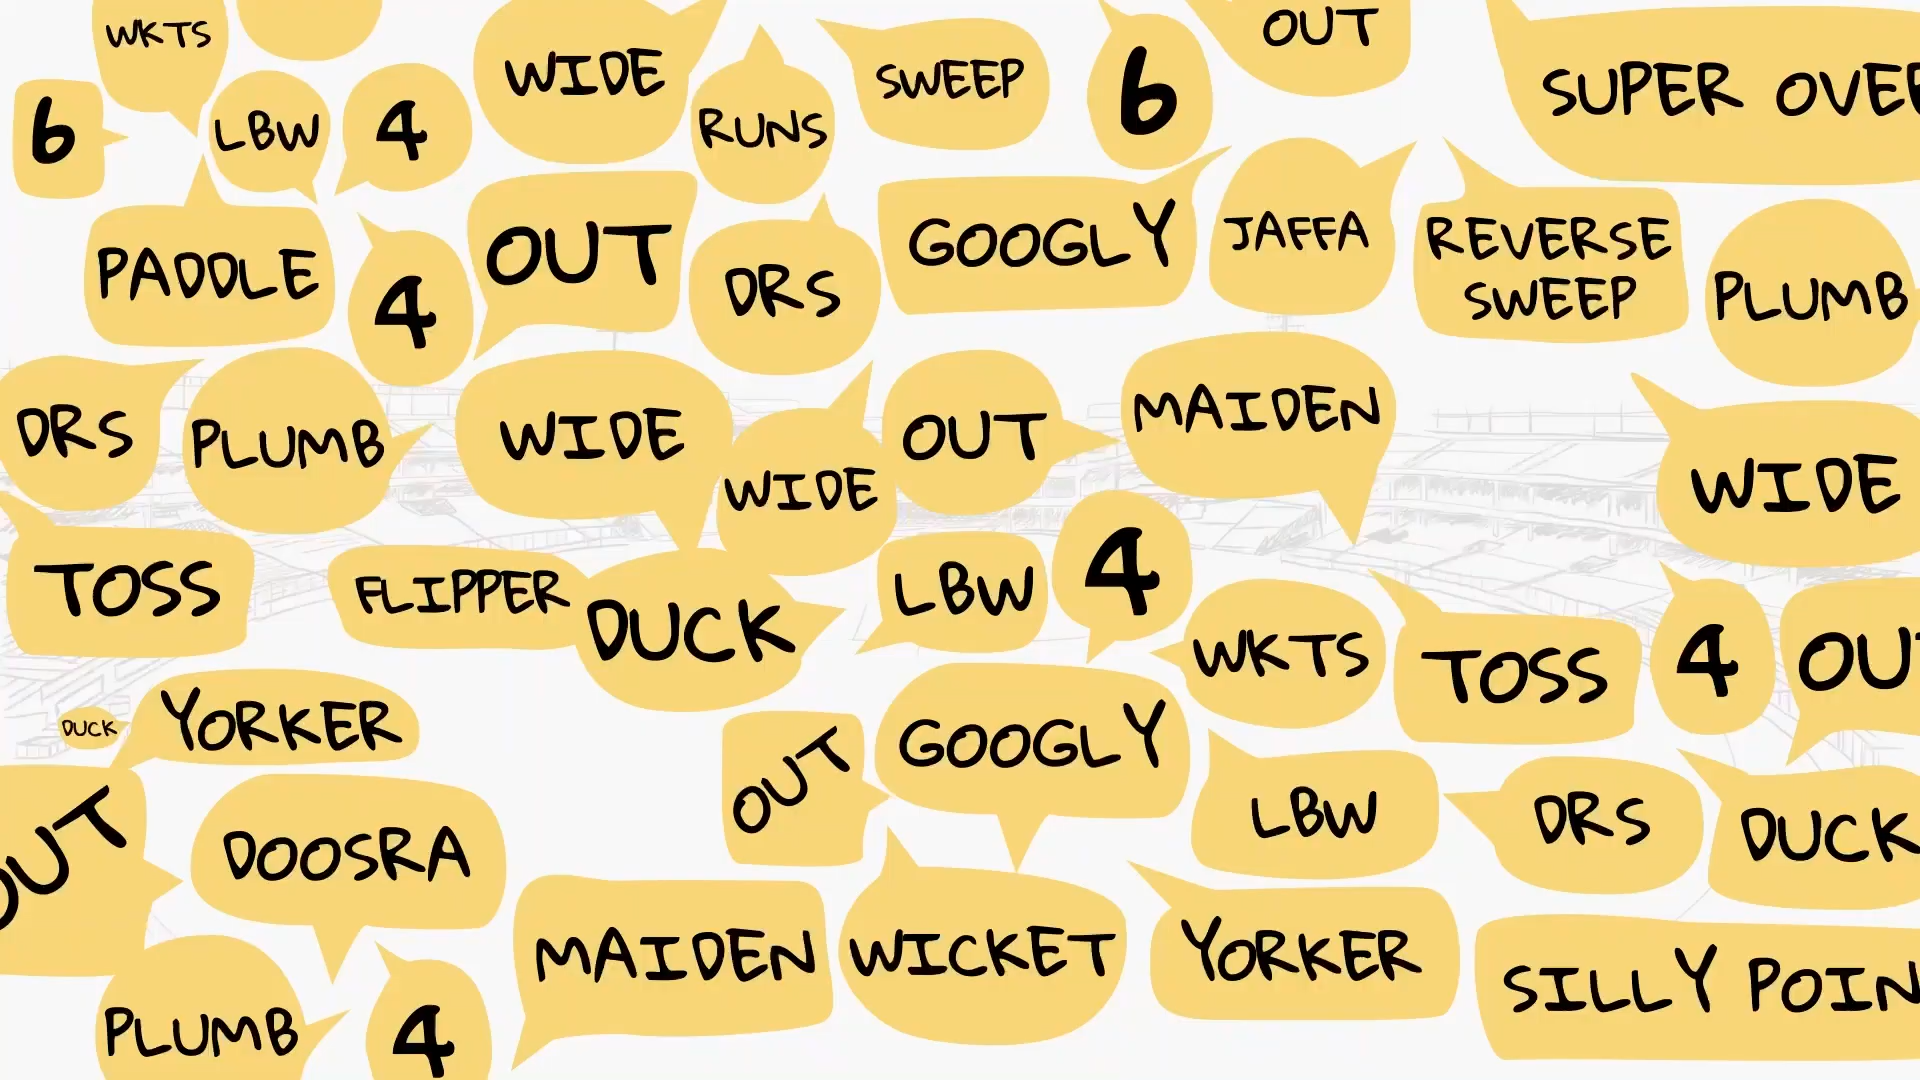 WKTS
WIDE
SWEEP
6
OUT
SUPER OVE
6
LBW
4
RUNS
PADDLE
4
OUT
DRS
GOOGLY
JAFFA
REVERSE
SWEEP
PLUMB
DRS
PLUMB
WIDE
WIDE
OUT
MAIDEN
WIDE
TOSS
FLIPPER
DUCK
LBW
4
WKTS
TOSS
4
OU
DUCK
YORKER
OUT
GOOGLY
LBW
DRS
DUCK
OUT
DOOSRA
MAIDEN
WICKET
YORKER
SILLY POIN
PLUMB
4